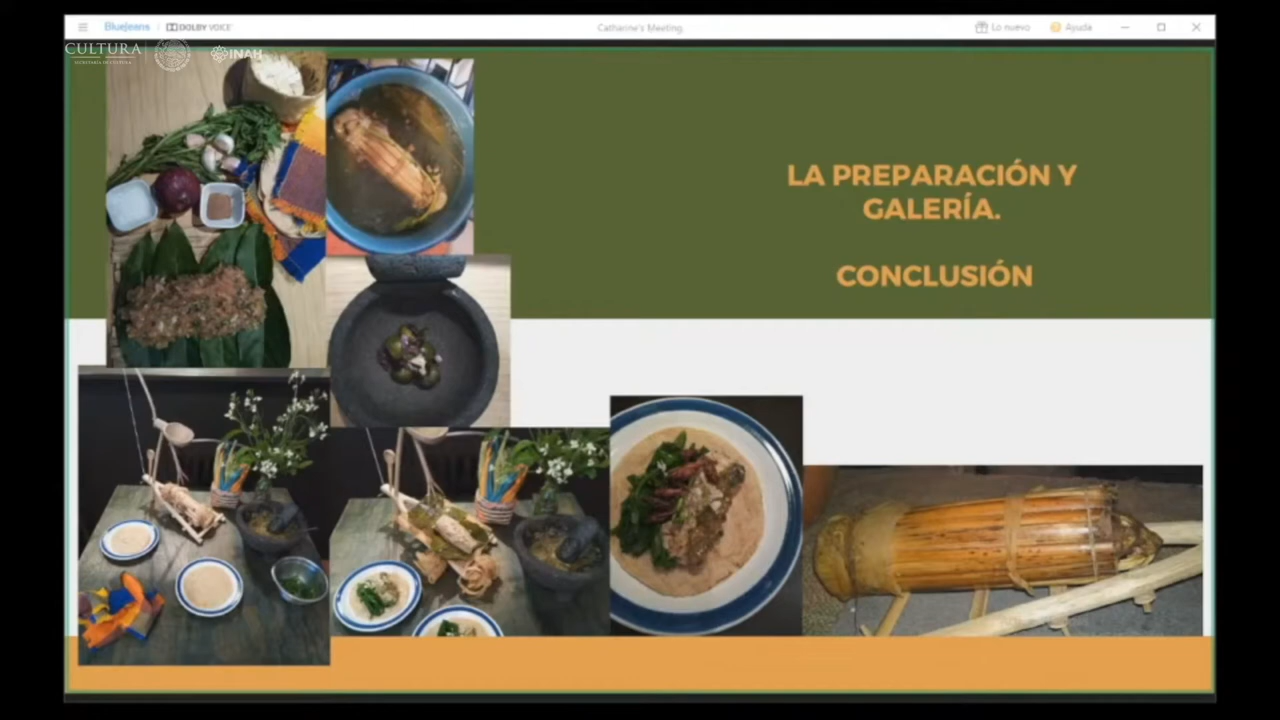 BlueJeans
DOLBY VOICE
Catherine's Meeting
Lo nuevo
Ayuda
CULTURA
SECRETARÍA DE CULTURA
INAH
LA PREPARACIÓN Y
GALERÍA.
CONCLUSIÓN